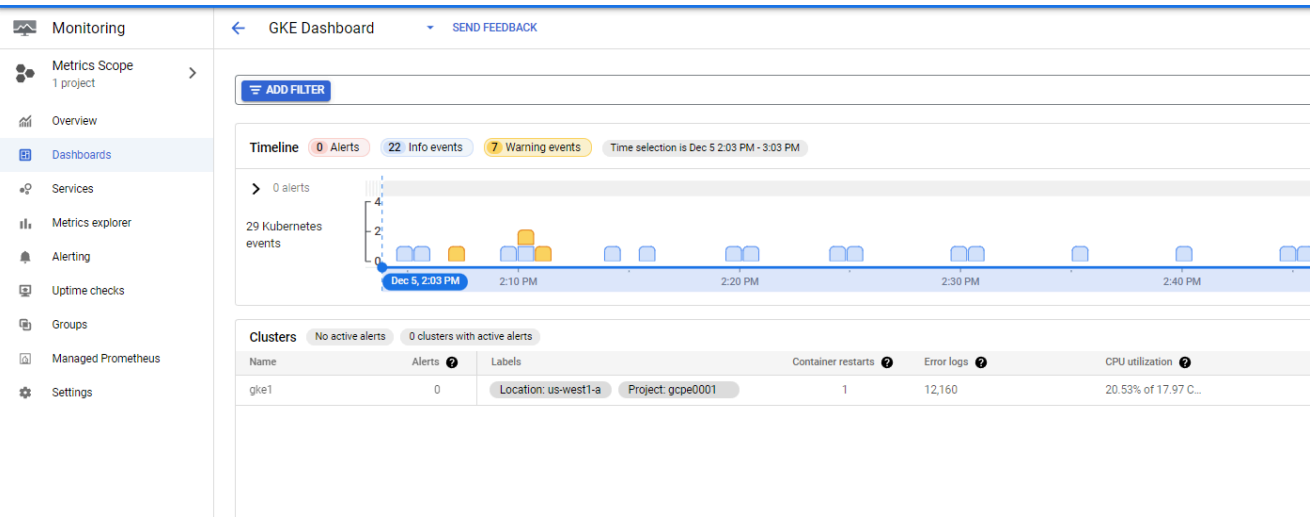 Monitoring
GKE Dashboard
SEND FEEDBACK
Metrics Scope
1 project
ADD FILTER
Overview
Dashboards
Services
Metrics explorer
Alerting
Uptime checks
Groups
Managed Prometheus
Settings
Timeline 0 Alerts 22 Info events 7 Warning events Time selection is Dec 5 2:03 PM - 3:03 PM
0 alerts
29 Kubernetes
events
4
2
0
Dec 5, 2:03 PM 2:10 PM 2:20 PM 2:30 PM 2:40 PM
Clusters No active alerts 0 clusters with active alerts
Name Alerts ? Labels Container restarts ? Error logs ? CPU utilization ?
gke1 0 Location: us-west1-a Project: gcpe0001 1 12,160 20.53% of 17.97 C...